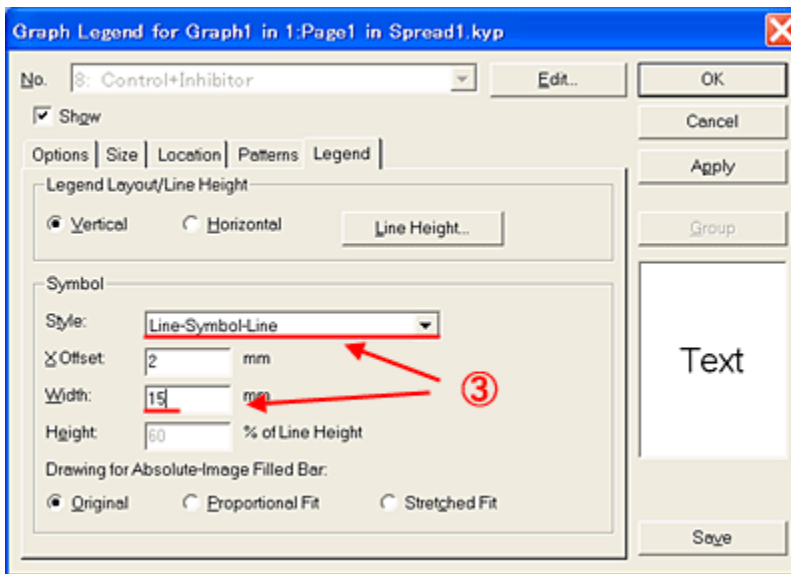 Graph Legend for Graph1 in 1:Page1 in Spread1.kyp
No. 8: Control+Inhibitor Edit.. OK
Show Cancel
Options Size Location Patterns Legend Apply
Legend Layout/Line Height
Vertical Horizontal Line Height... Group
Symbol
Style: Line-Symbol-Line
X Offset: 2 mm
Text
Width: 15 mm ③
Height: 60 % of Line Height
Drawing for Absolute-Image Filled Bar:
Original Proportional Fit Stretched Fit
Save